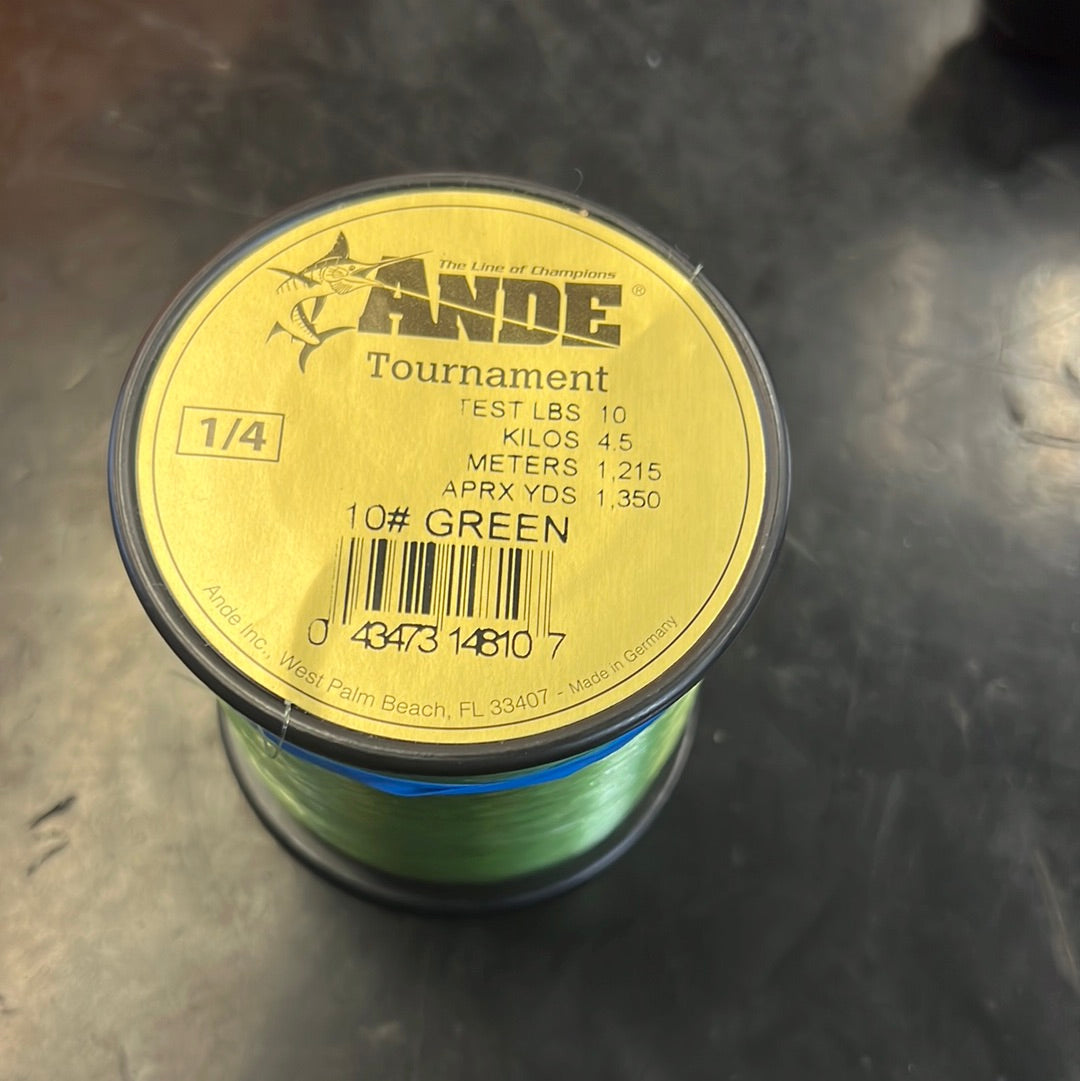 The Line of Champions
ANDE®
Tournament
1/4
TEST LBS 10
KILOS 4.5
METERS 1,215
APRX YDS 1,350
10# GREEN
0 43473 14810 7
Ande Inc., West Palm Beach, FL 33407 - Made in Germany